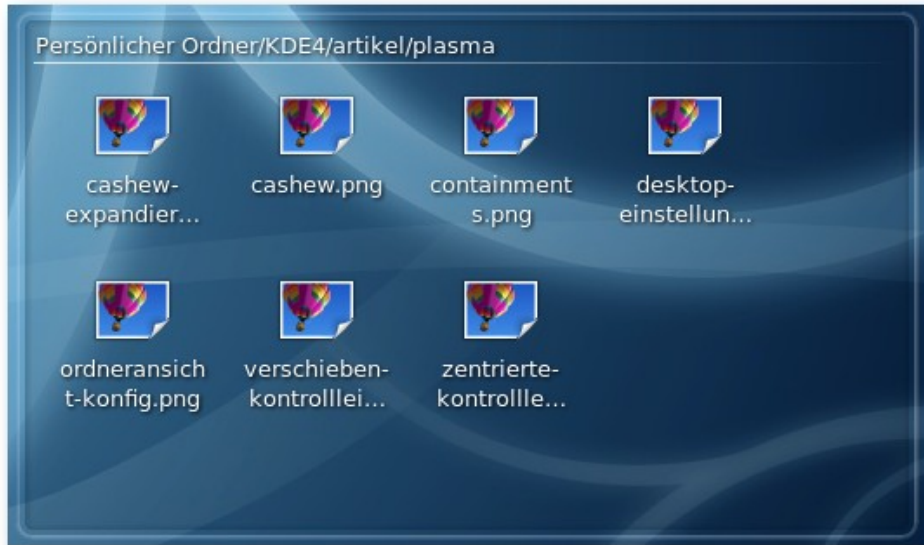 Persönlicher Ordner/KDE4/artikel/plasma
cashew-
expandier...
cashew.png
containment
s.png
desktop-
einstellun...
ordneransich
t-konfig.png
verschieben-
kontrolllei...
zentrierte-
kontrollle...